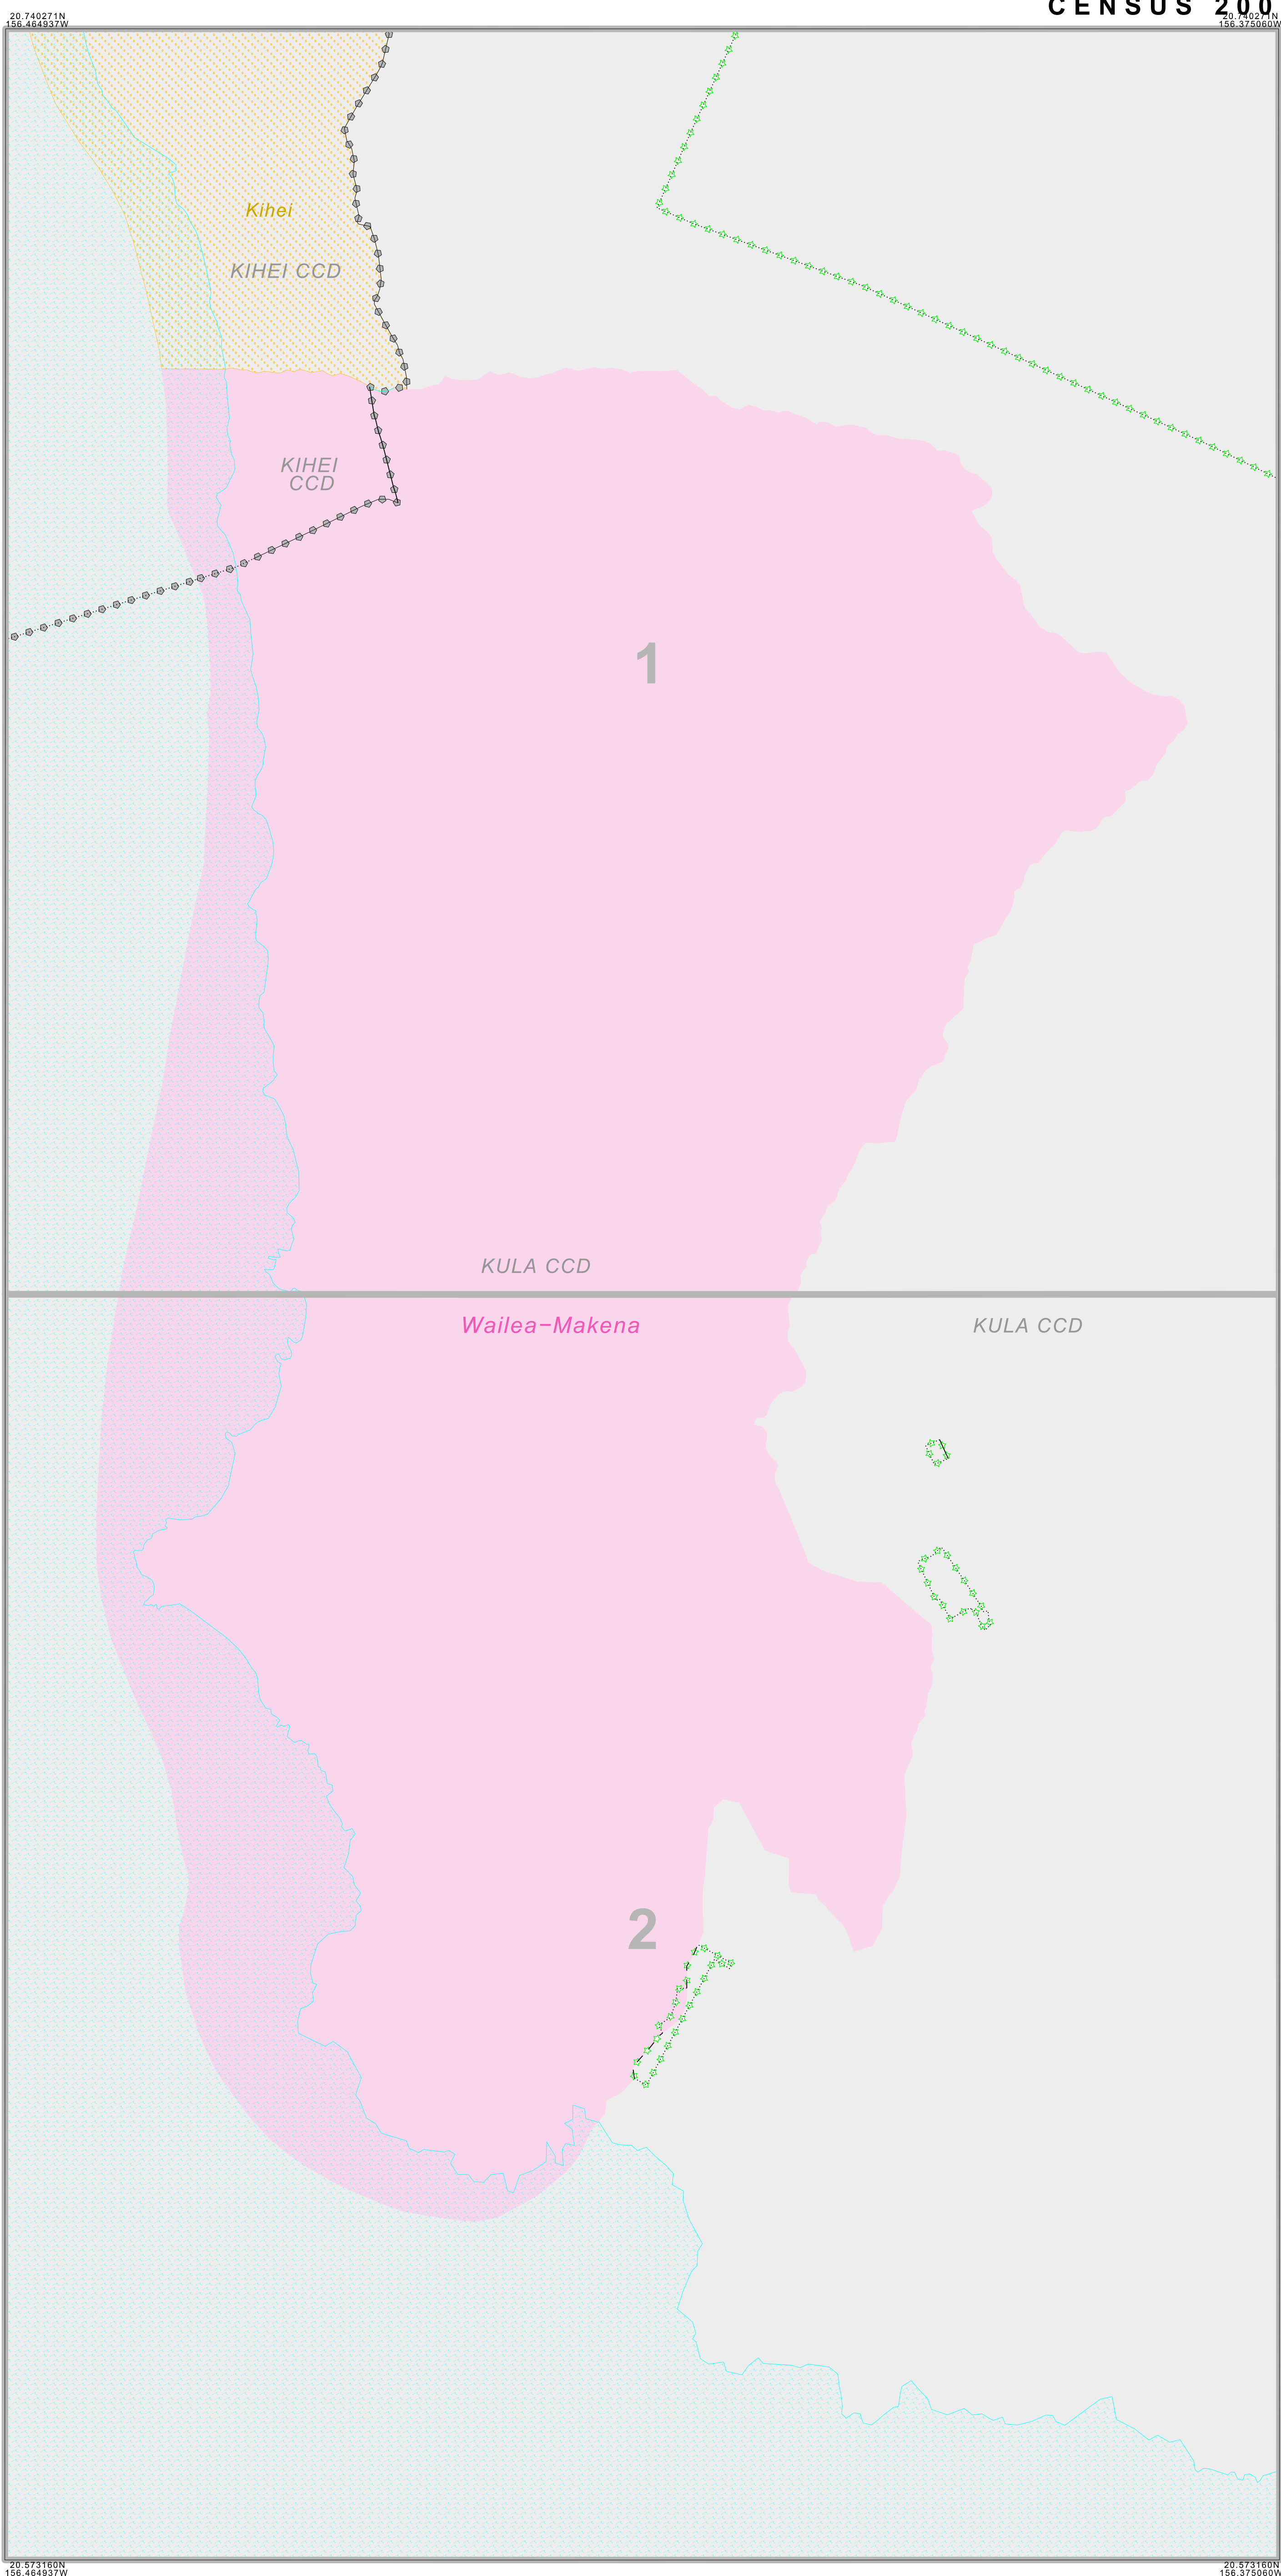 CENSUS 200
20.740271N
156.464937W
20.740271N
156.375060W
Kihei
KIHEI CCD
KIHEI
CCD
1
KULA CCD
Wailea-Makena
KULA CCD
2
20.573160N
156.464937W
20.573160N
156.375060W